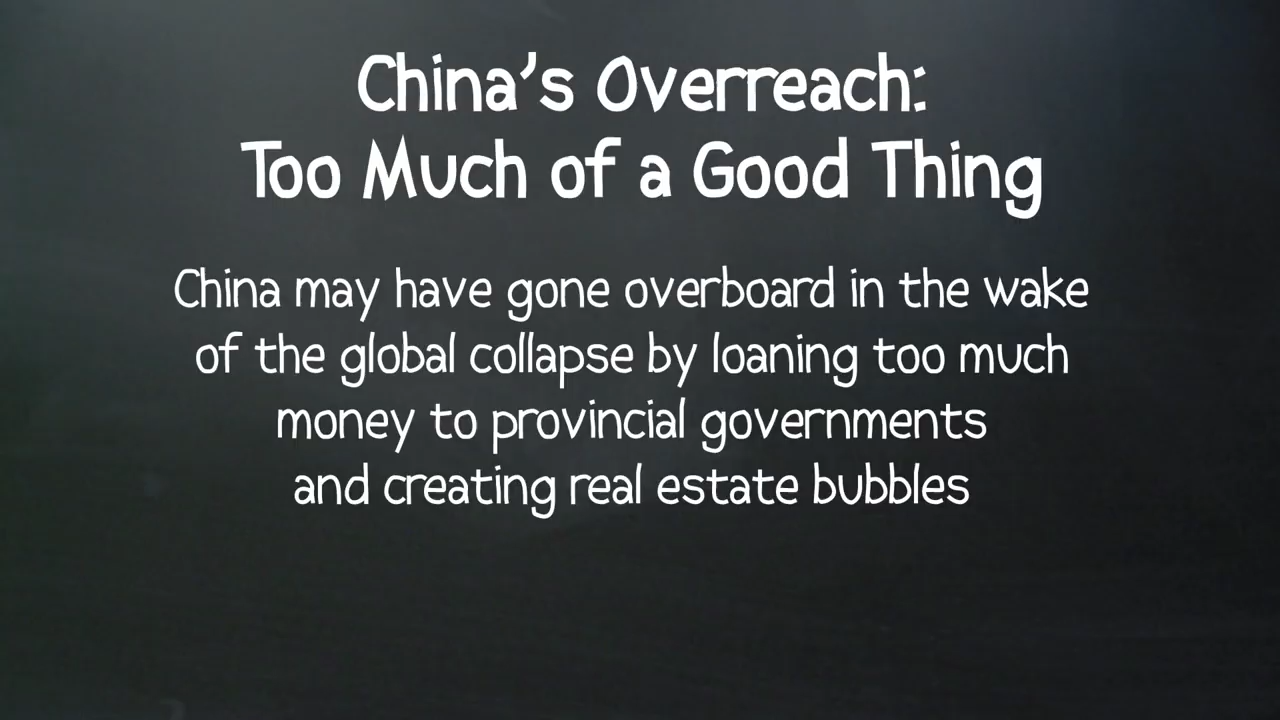 China's Overreach:
Too Much of a Good Thing
China may have gone overboard in the wake
of the global collapse by loaning too much
money to provincial governments
and creating real estate bubbles